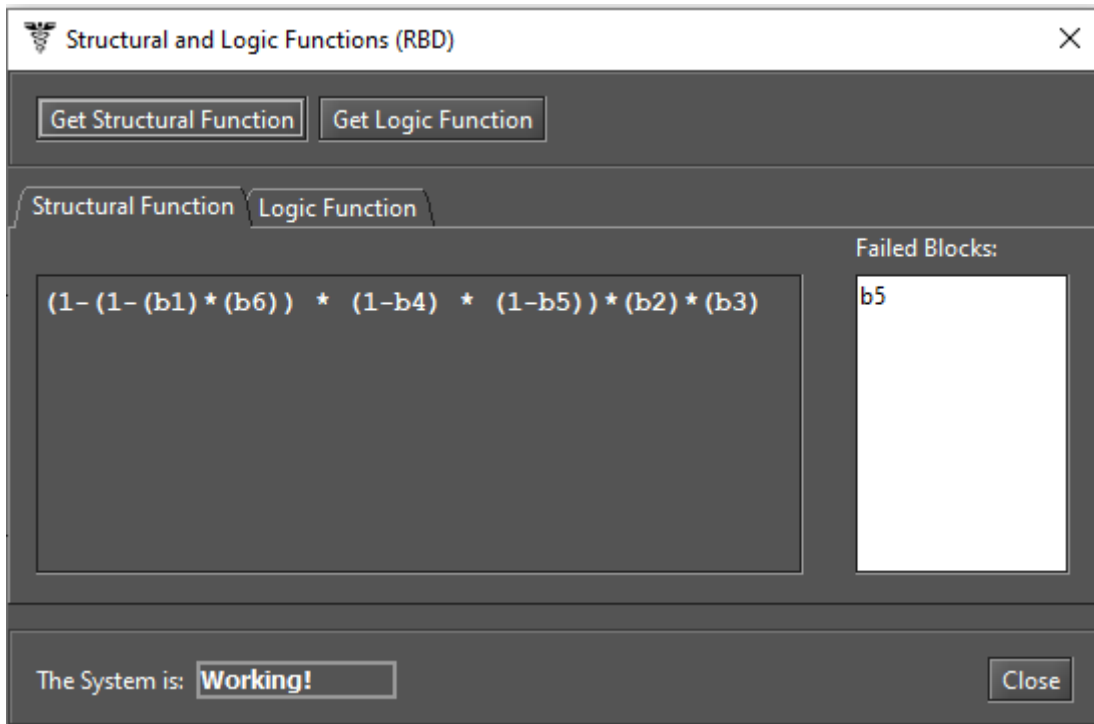 Structural and Logic Functions (RBD)
Get Structural Function Get Logic Function
Structural Function Logic Function
Failed Blocks:
(1-(1-(b1)*(b6)) * (1-b4) * (1-b5))*(b2)*(b3)
b5
The System is: Working!
Close